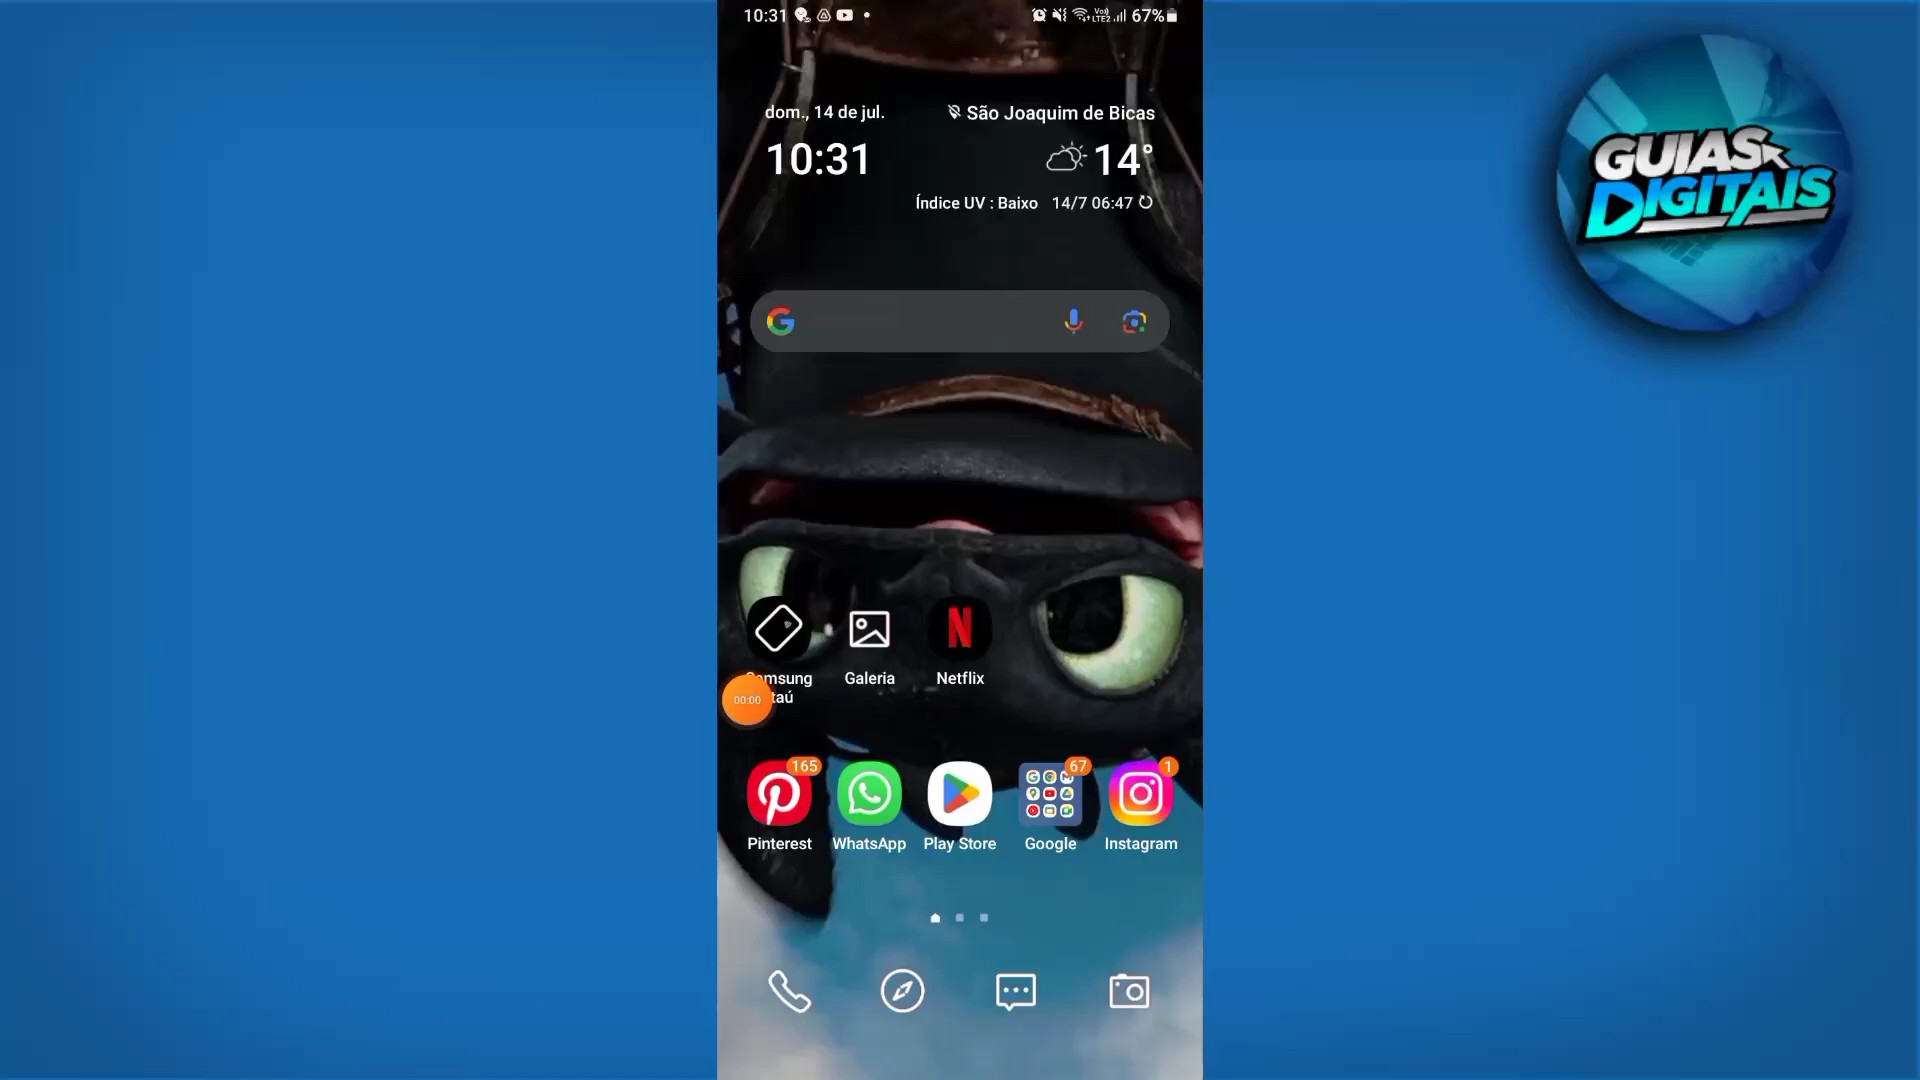 10:31
Voi) LTE2 67%
GUIAS
DIGITAIS
dom., 14 de jul.
São Joaquim de Bicas
10:31
14°
Índice UV : Baixo 14/7 06:47
G
N
msung
Galeria
Netflix
taú
00:00
165
67
1
Pinterest
WhatsApp
Play Store
Google
Instagram